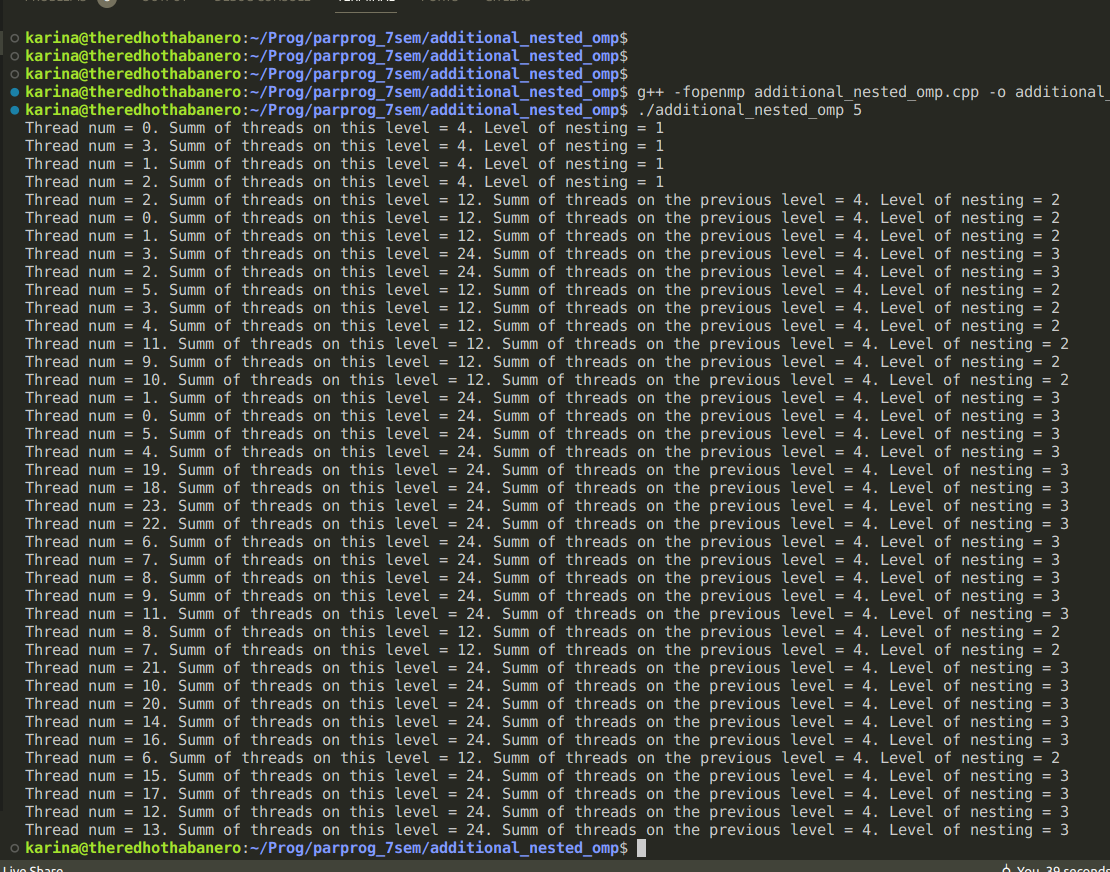 TERMINAL
karina@theredhothabanero:~/Prog/parprog_7sem/additional_nested_omp$
karina@theredhothabanero:~/Prog/parprog_7sem/additional_nested_omp$
karina@theredhothabanero:~/Prog/parprog_7sem/additional_nested_omp$
karina@theredhothabanero:~/Prog/parprog_7sem/additional_nested_omp$ g++ -fopenmp additional_nested_omp.cpp -o additional_
karina@theredhothabanero:~/Prog/parprog_7sem/additional_nested_omp$ ./additional_nested_omp 5
Thread num = 0. Summ of threads on this level = 4. Level of nesting = 1
Thread num = 3. Summ of threads on this level = 4. Level of nesting = 1
Thread num = 1. Summ of threads on this level = 4. Level of nesting = 1
Thread num = 2. Summ of threads on this level = 4. Level of nesting = 1
Thread num = 2. Summ of threads on this level = 12. Summ of threads on the previous level = 4. Level of nesting = 2
Thread num = 0. Summ of threads on this level = 12. Summ of threads on the previous level = 4. Level of nesting = 2
Thread num = 1. Summ of threads on this level = 12. Summ of threads on the previous level = 4. Level of nesting = 2
Thread num = 3. Summ of threads on this level = 24. Summ of threads on the previous level = 4. Level of nesting = 3
Thread num = 2. Summ of threads on this level = 24. Summ of threads on the previous level = 4. Level of nesting = 3
Thread num = 5. Summ of threads on this level = 12. Summ of threads on the previous level = 4. Level of nesting = 2
Thread num = 3. Summ of threads on this level = 12. Summ of threads on the previous level = 4. Level of nesting = 2
Thread num = 4. Summ of threads on this level = 12. Summ of threads on the previous level = 4. Level of nesting = 2
Thread num = 11. Summ of threads on this level = 12. Summ of threads on the previous level = 4. Level of nesting = 2
Thread num = 9. Summ of threads on this level = 12. Summ of threads on the previous level = 4. Level of nesting = 2
Thread num = 10. Summ of threads on this level = 12. Summ of threads on the previous level = 4. Level of nesting = 2
Thread num = 1. Summ of threads on this level = 24. Summ of threads on the previous level = 4. Level of nesting = 3
Thread num = 0. Summ of threads on this level = 24. Summ of threads on the previous level = 4. Level of nesting = 3
Thread num = 5. Summ of threads on this level = 24. Summ of threads on the previous level = 4. Level of nesting = 3
Thread num = 4. Summ of threads on this level = 24. Summ of threads on the previous level = 4. Level of nesting = 3
Thread num = 19. Summ of threads on this level = 24. Summ of threads on the previous level = 4. Level of nesting = 3
Thread num = 18. Summ of threads on this level = 24. Summ of threads on the previous level = 4. Level of nesting = 3
Thread num = 23. Summ of threads on this level = 24. Summ of threads on the previous level = 4. Level of nesting = 3
Thread num = 22. Summ of threads on this level = 24. Summ of threads on the previous level = 4. Level of nesting = 3
Thread num = 6. Summ of threads on this level = 24. Summ of threads on the previous level = 4. Level of nesting = 3
Thread num = 7. Summ of threads on this level = 24. Summ of threads on the previous level = 4. Level of nesting = 3
Thread num = 8. Summ of threads on this level = 24. Summ of threads on the previous level = 4. Level of nesting = 3
Thread num = 9. Summ of threads on this level = 24. Summ of threads on the previous level = 4. Level of nesting = 3
Thread num = 11. Summ of threads on this level = 24. Summ of threads on the previous level = 4. Level of nesting = 3
Thread num = 8. Summ of threads on this level = 12. Summ of threads on the previous level = 4. Level of nesting = 2
Thread num = 7. Summ of threads on this level = 12. Summ of threads on the previous level = 4. Level of nesting = 2
Thread num = 21. Summ of threads on this level = 24. Summ of threads on the previous level = 4. Level of nesting = 3
Thread num = 10. Summ of threads on this level = 24. Summ of threads on the previous level = 4. Level of nesting = 3
Thread num = 20. Summ of threads on this level = 24. Summ of threads on the previous level = 4. Level of nesting = 3
Thread num = 14. Summ of threads on this level = 24. Summ of threads on the previous level = 4. Level of nesting = 3
Thread num = 16. Summ of threads on this level = 24. Summ of threads on the previous level = 4. Level of nesting = 3
Thread num = 6. Summ of threads on this level = 12. Summ of threads on the previous level = 4. Level of nesting = 2
Thread num = 15. Summ of threads on this level = 24. Summ of threads on the previous level = 4. Level of nesting = 3
Thread num = 17. Summ of threads on this level = 24. Summ of threads on the previous level = 4. Level of nesting = 3
Thread num = 12. Summ of threads on this level = 24. Summ of threads on the previous level = 4. Level of nesting = 3
Thread num = 13. Summ of threads on this level = 24. Summ of threads on the previous level = 4. Level of nesting = 3
karina@theredhothabanero:~/Prog/parprog_7sem/additional_nested_omp$
Live Share You, 39 seconds